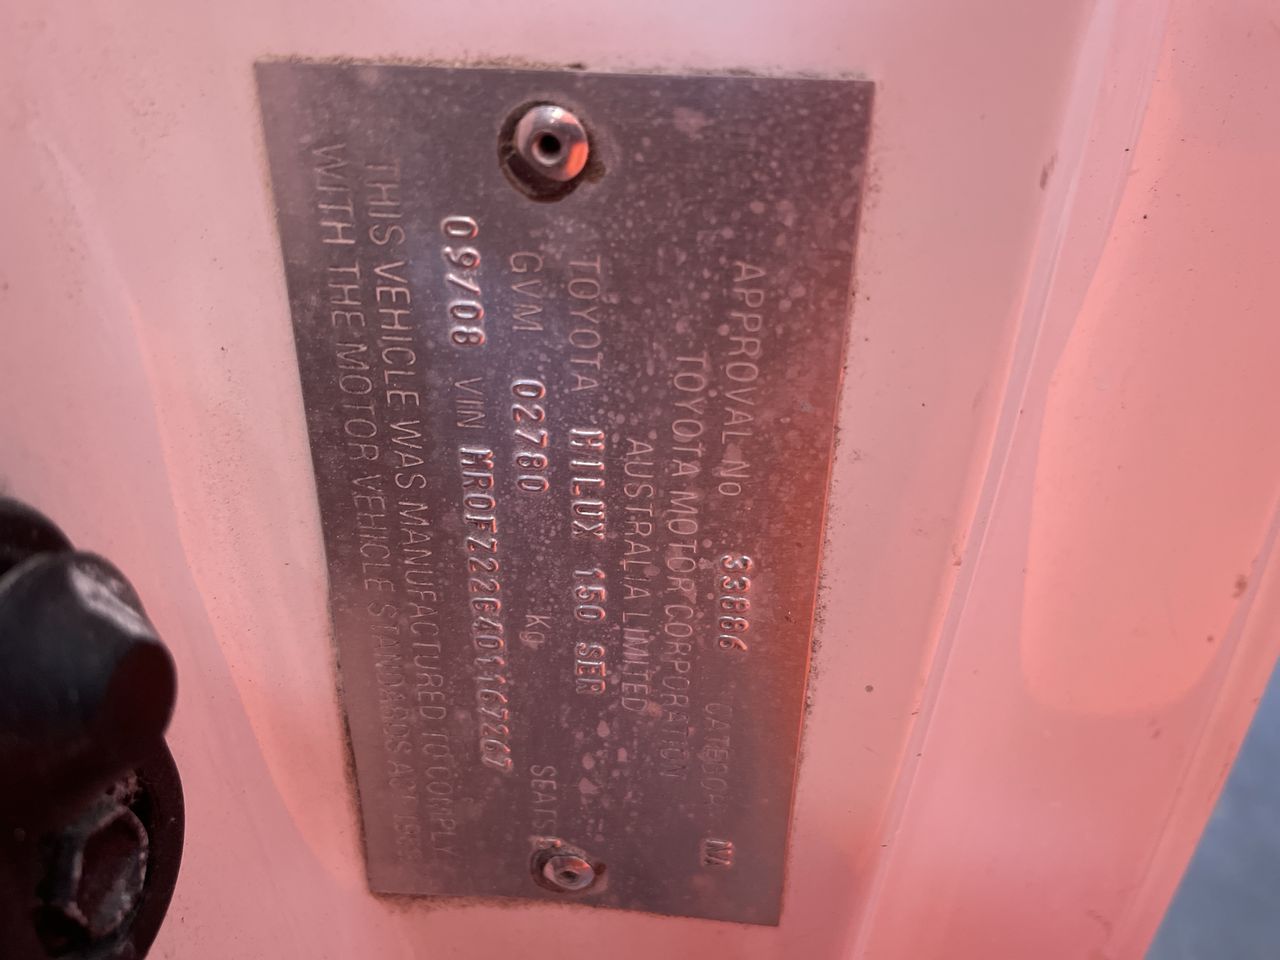 APPROVAL No 33886 CATEGORY NA
TOYOTA MOTOR CORPORATION
AUSTRALIA LIMITED
TOYOTA HILUX 150 SER
GVM 02780 kg SEATS
09/08 VIN MR0FZ22G401167267
THIS VEHICLE WAS MANUFACTURED TO COMPLY
WITH THE MOTOR VEHICLE STANDARDS ACT 1989